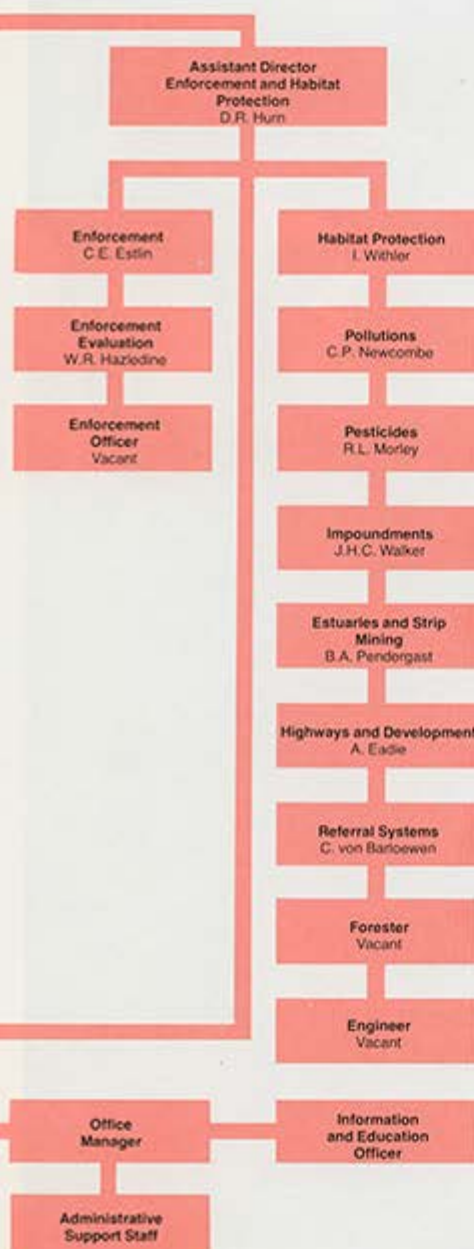 Assistant Director
Enforcement and Habitat
Protection
D.R. Hurn
Enforcement
C.E. Estlin
Enforcement
Evaluation
W.R. Hazledine
Enforcement
Officer
Vacant
Habitat Protection
I. Withler
Pollutions
C.P. Newcombe
Pesticides
R.L. Morley
Impoundments
J.H.C. Walker
Estuaries and Strip
Mining
B.A. Pendergast
Highways and Development
A. Eadie
Referral Systems
C. von Barloewen
Forester
Vacant
Engineer
Vacant
Office
Manager
Information
and Education
Officer
Administrative
Support Staff